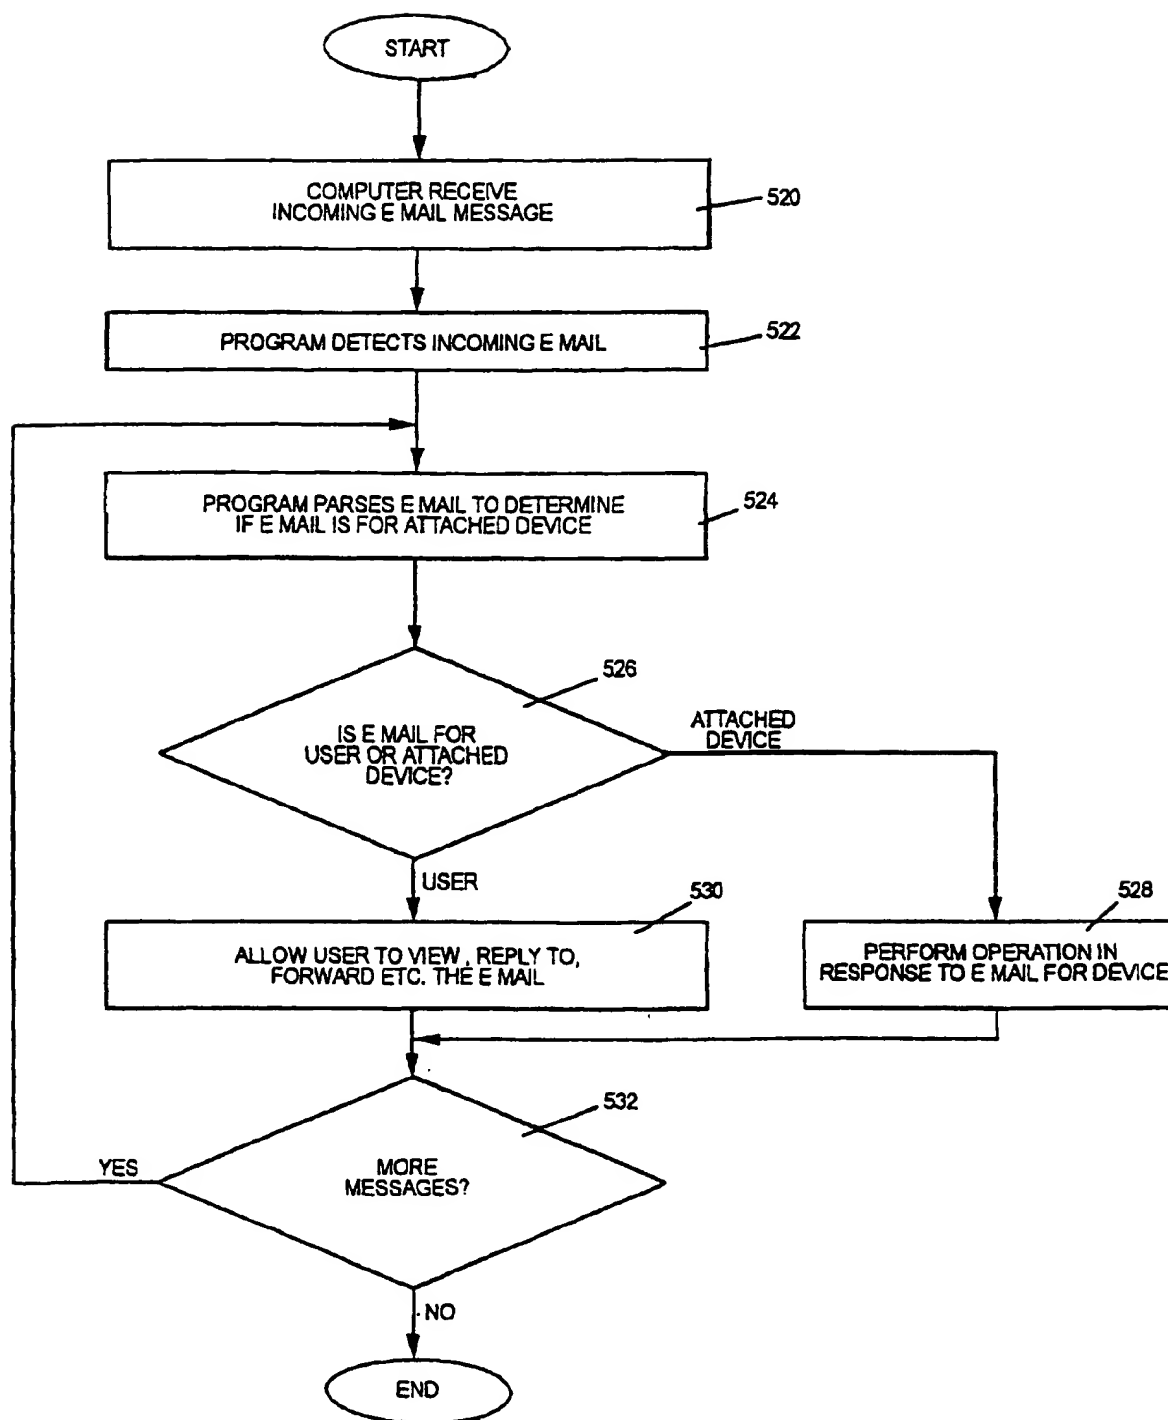 START
COMPUTER RECEIVE
INCOMING E MAIL MESSAGE
520
PROGRAM DETECTS INCOMING E MAIL
522
PROGRAM PARSES E MAIL TO DETERMINE
IF E MAIL IS FOR ATTACHED DEVICE
524
526
IS E MAIL FOR
USER OR ATTACHED
DEVICE?
ATTACHED
DEVICE
USER
530
528
ALLOW USER TO VIEW , REPLY TO,
FORWARD ETC. THE E MAIL
PERFORM OPERATION IN
RESPONSE TO E MAIL FOR DEVICE
532
YES
MORE
MESSAGES?
NO
END